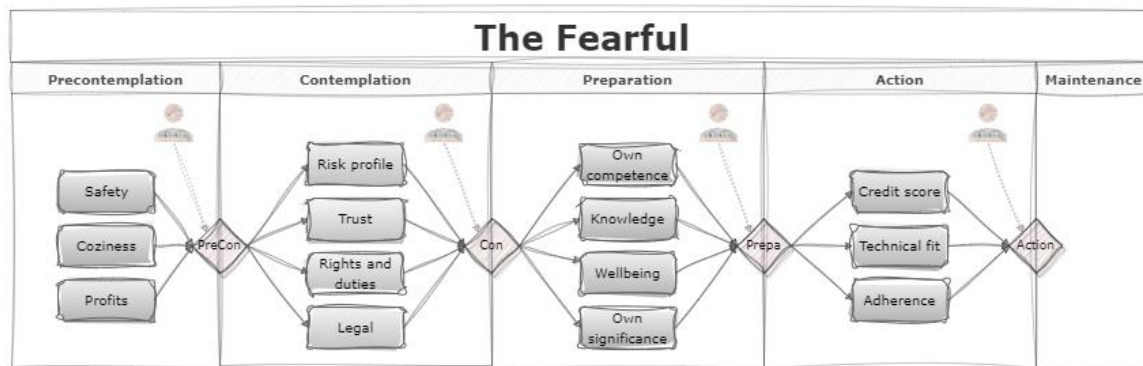 The Fearful
Precontemplation
Contemplation
Preparation
Action
Maintenance
Safety
Coziness
Profits
PreCon
Risk profile
Trust
Rights and
duties
Legal
Con
Own
competence
Knowledge
Wellbeing
Own
significance
Prepa
Credit score
Technical fit
Adherence
Action